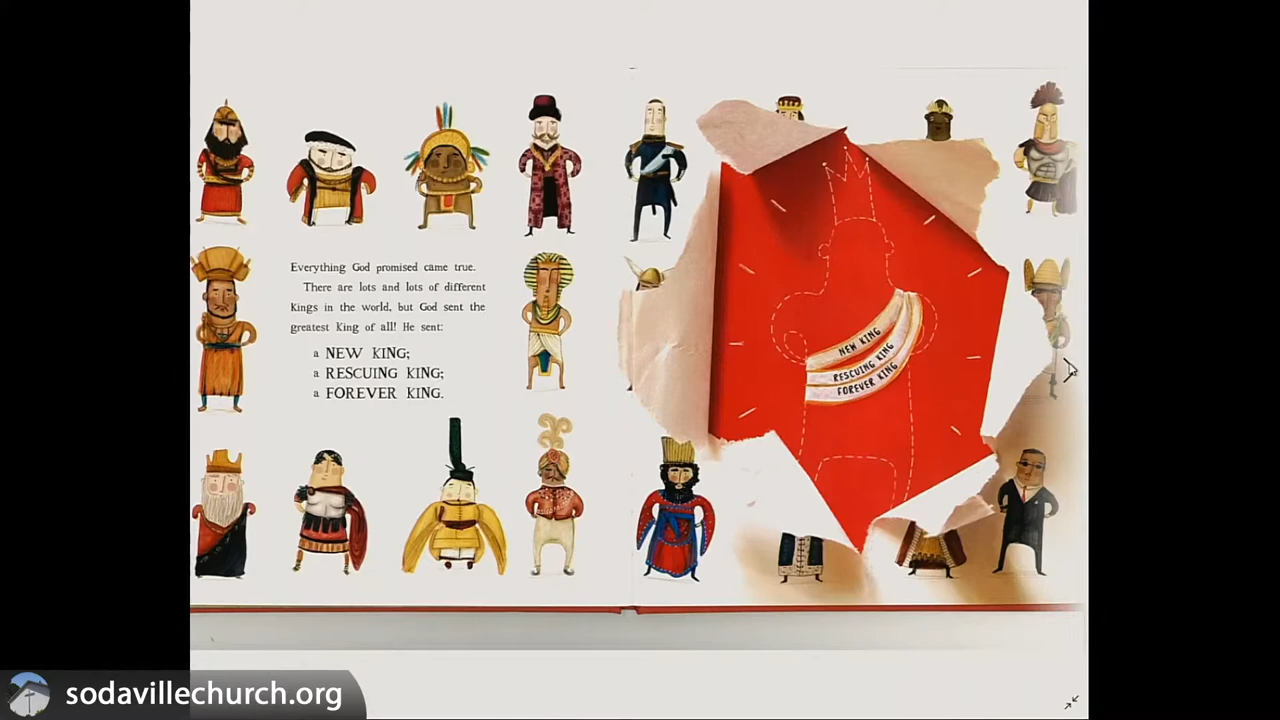 Everything God promised came true.
There are lots and lots of different
Kings in the world, but God sent the
greatest King of all! He sent:
a NEW KING;
a RESCUING KING;
a FOREVER KING.
NEW KING
RESCUING KING
FOREVER KING
sodavillechurch.org